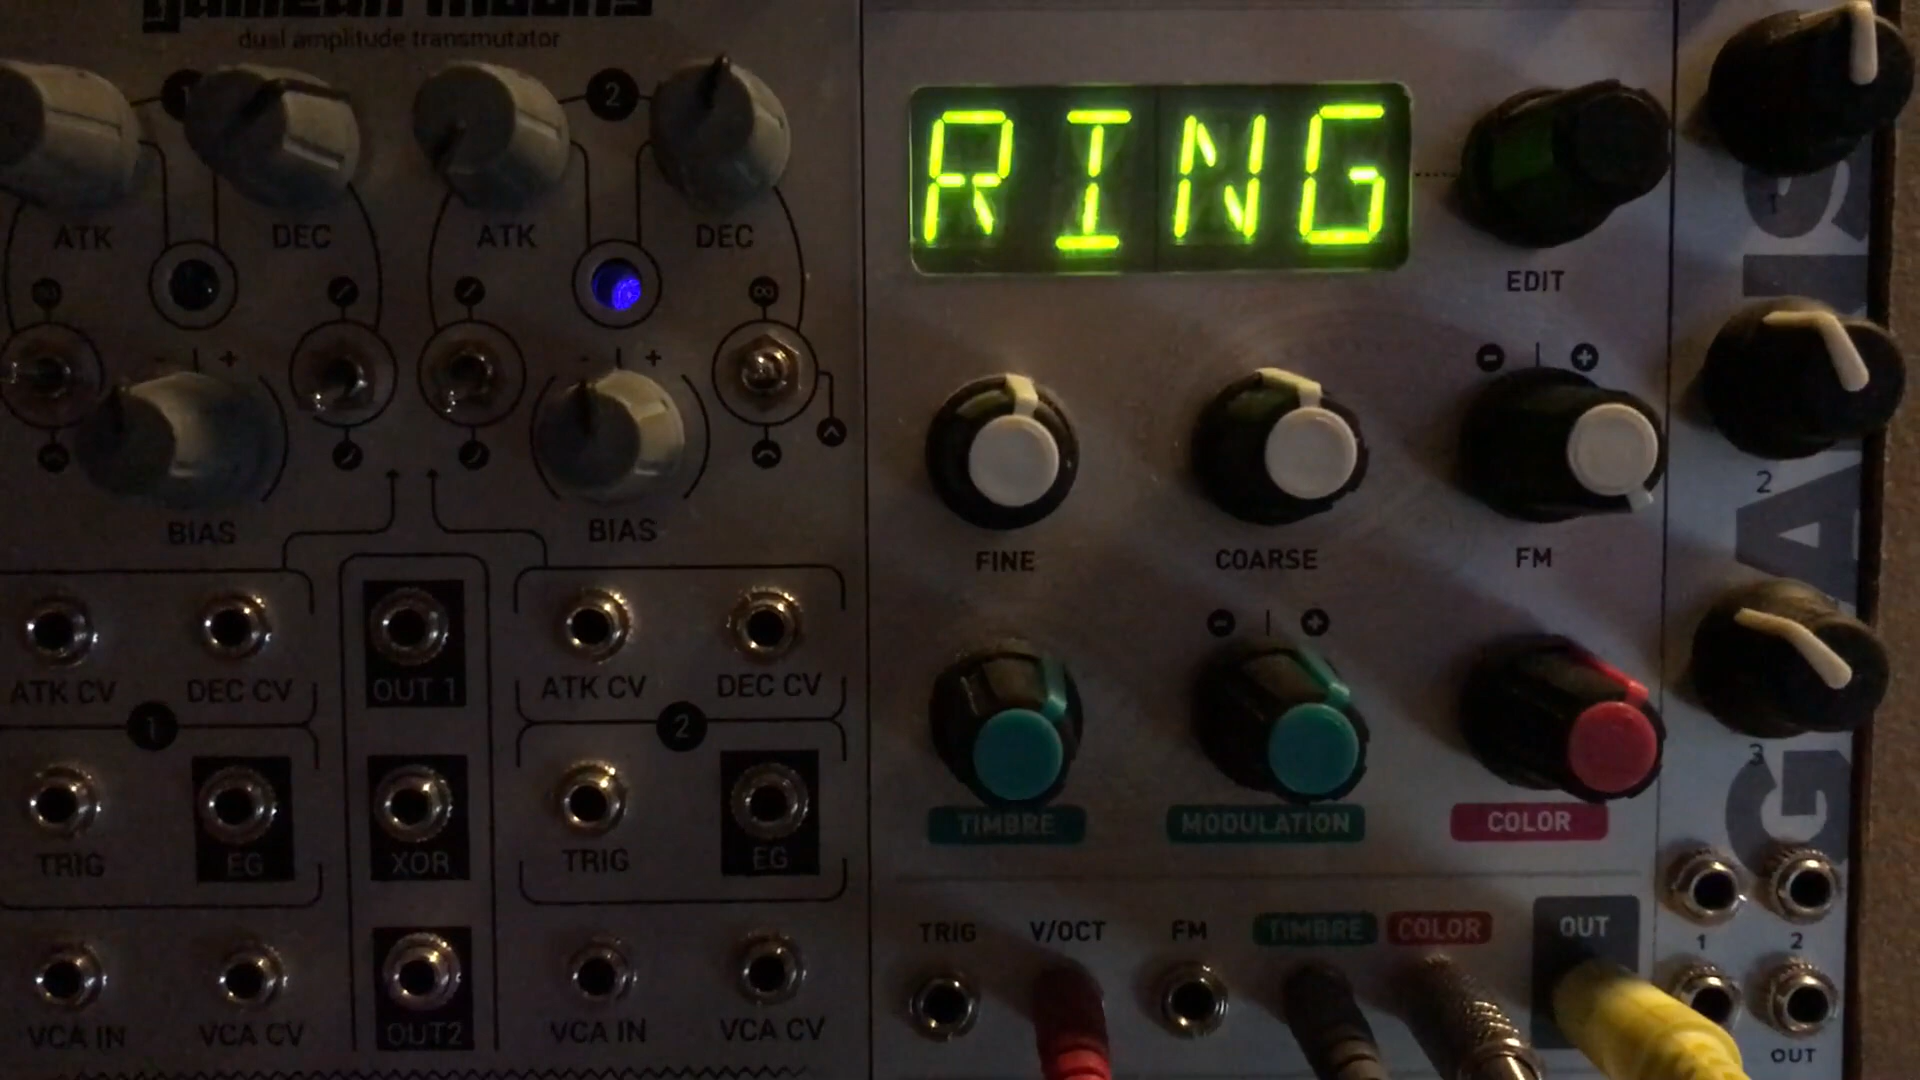 dual amplitude transmutator
2
ATK
DEC
ATK
DEC
- | +
- | +
BIAS
BIAS
ATK CV
DEC CV
OUT 1
ATK CV
DEC CV
1
2
TRIG
EG
XOR
TRIG
EG
VCA IN
VCA CV
OUT2
VCA IN
VCA CV
RING
EDIT
FINE
COARSE
FM
TIMBRE
MODULATION
COLOR
TRIG
V/OCT
FM
TIMBRE
COLOR
OUT
1
2
3
1
2
OUT